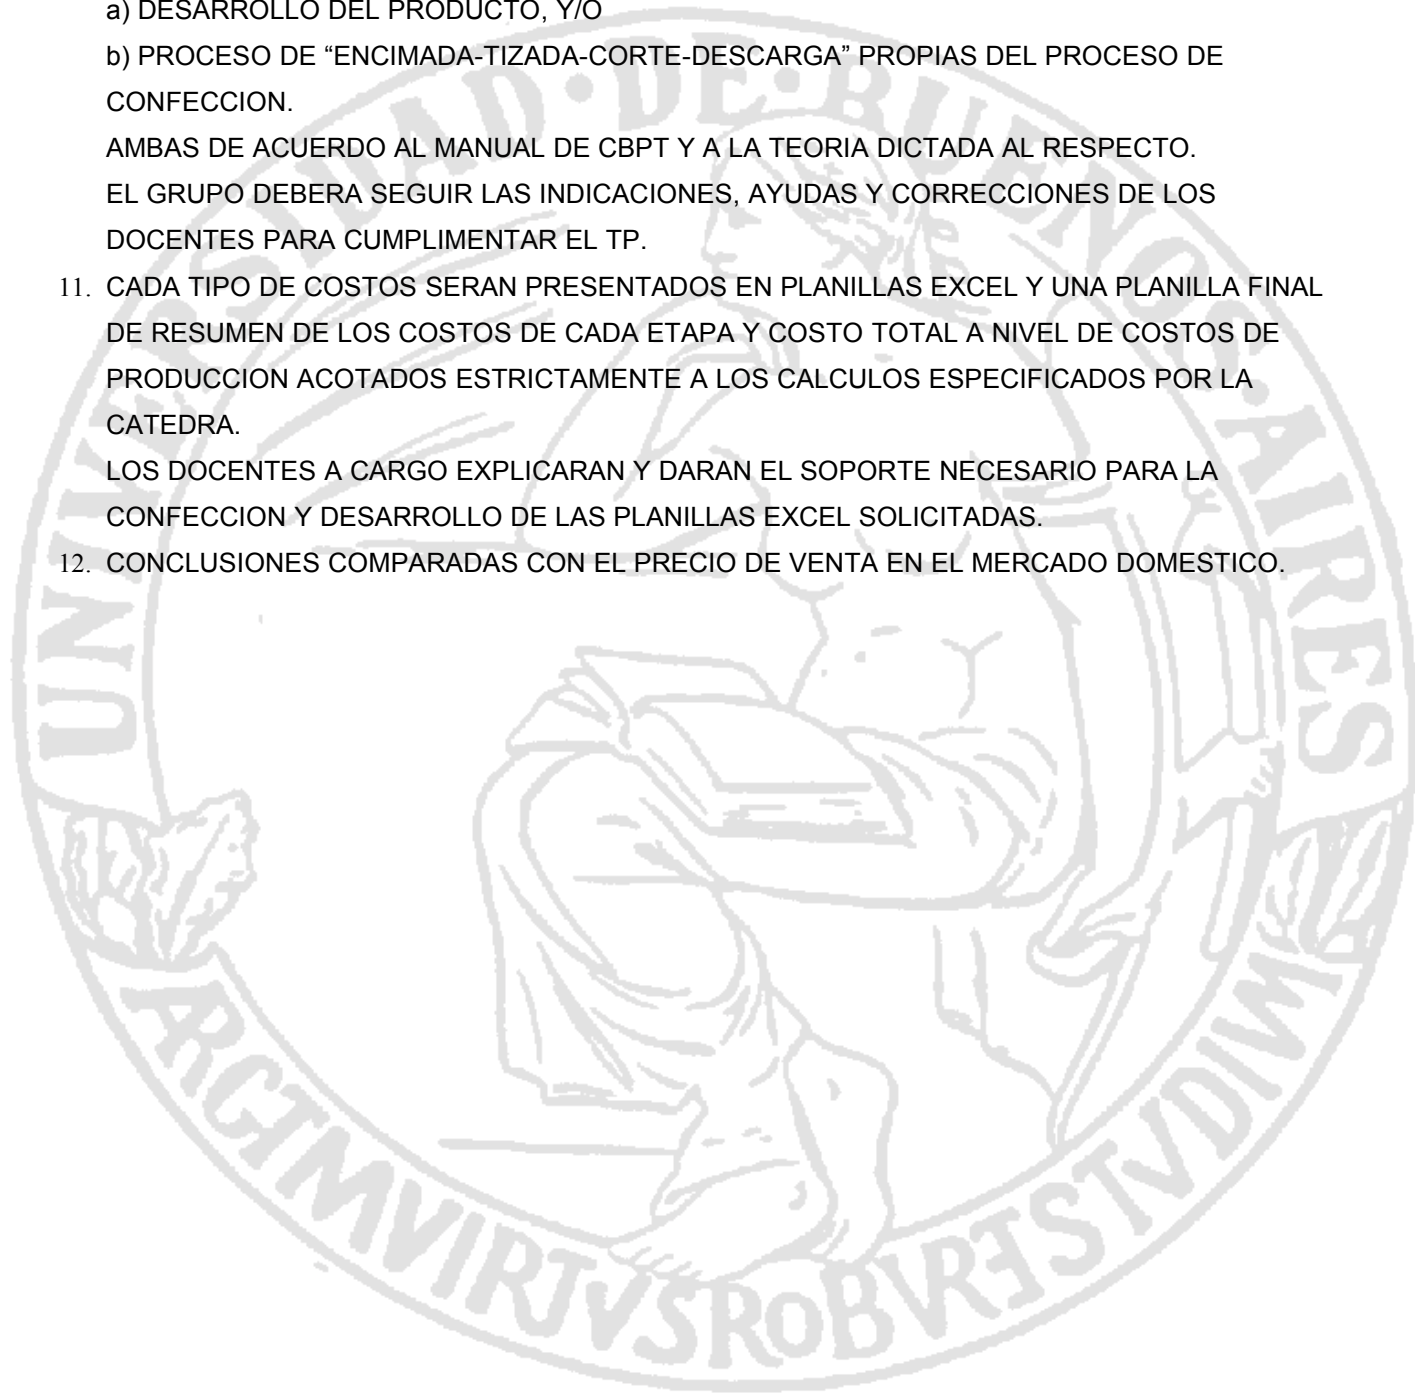 a) DESARROLLO DEL PRODUCTO, Y/O
b) PROCESO DE “ENCIMADA-TIZADA-CORTE-DESCARGA” PROPIAS DEL PROCESO DE
CONFECCION.
AMBAS DE ACUERDO AL MANUAL DE CBPT Y A LA TEORIA DICTADA AL RESPECTO.
EL GRUPO DEBERA SEGUIR LAS INDICACIONES, AYUDAS Y CORRECCIONES DE LOS
DOCENTES PARA CUMPLIMENTAR EL TP.
11. CADA TIPO DE COSTOS SERAN PRESENTADOS EN PLANILLAS EXCEL Y UNA PLANILLA FINAL
DE RESUMEN DE LOS COSTOS DE CADA ETAPA Y COSTO TOTAL A NIVEL DE COSTOS DE
PRODUCCION ACOTADOS ESTRICTAMENTE A LOS CALCULOS ESPECIFICADOS POR LA
CATEDRA.
LOS DOCENTES A CARGO EXPLICARAN Y DARAN EL SOPORTE NECESARIO PARA LA
CONFECCION Y DESARROLLO DE LAS PLANILLAS EXCEL SOLICITADAS.
12. CONCLUSIONES COMPARADAS CON EL PRECIO DE VENTA EN EL MERCADO DOMESTICO.
UNIVERSIDAD•DE•BUENOS•AIRES
ARGTMVIRTVSROBVRESTVDIVM